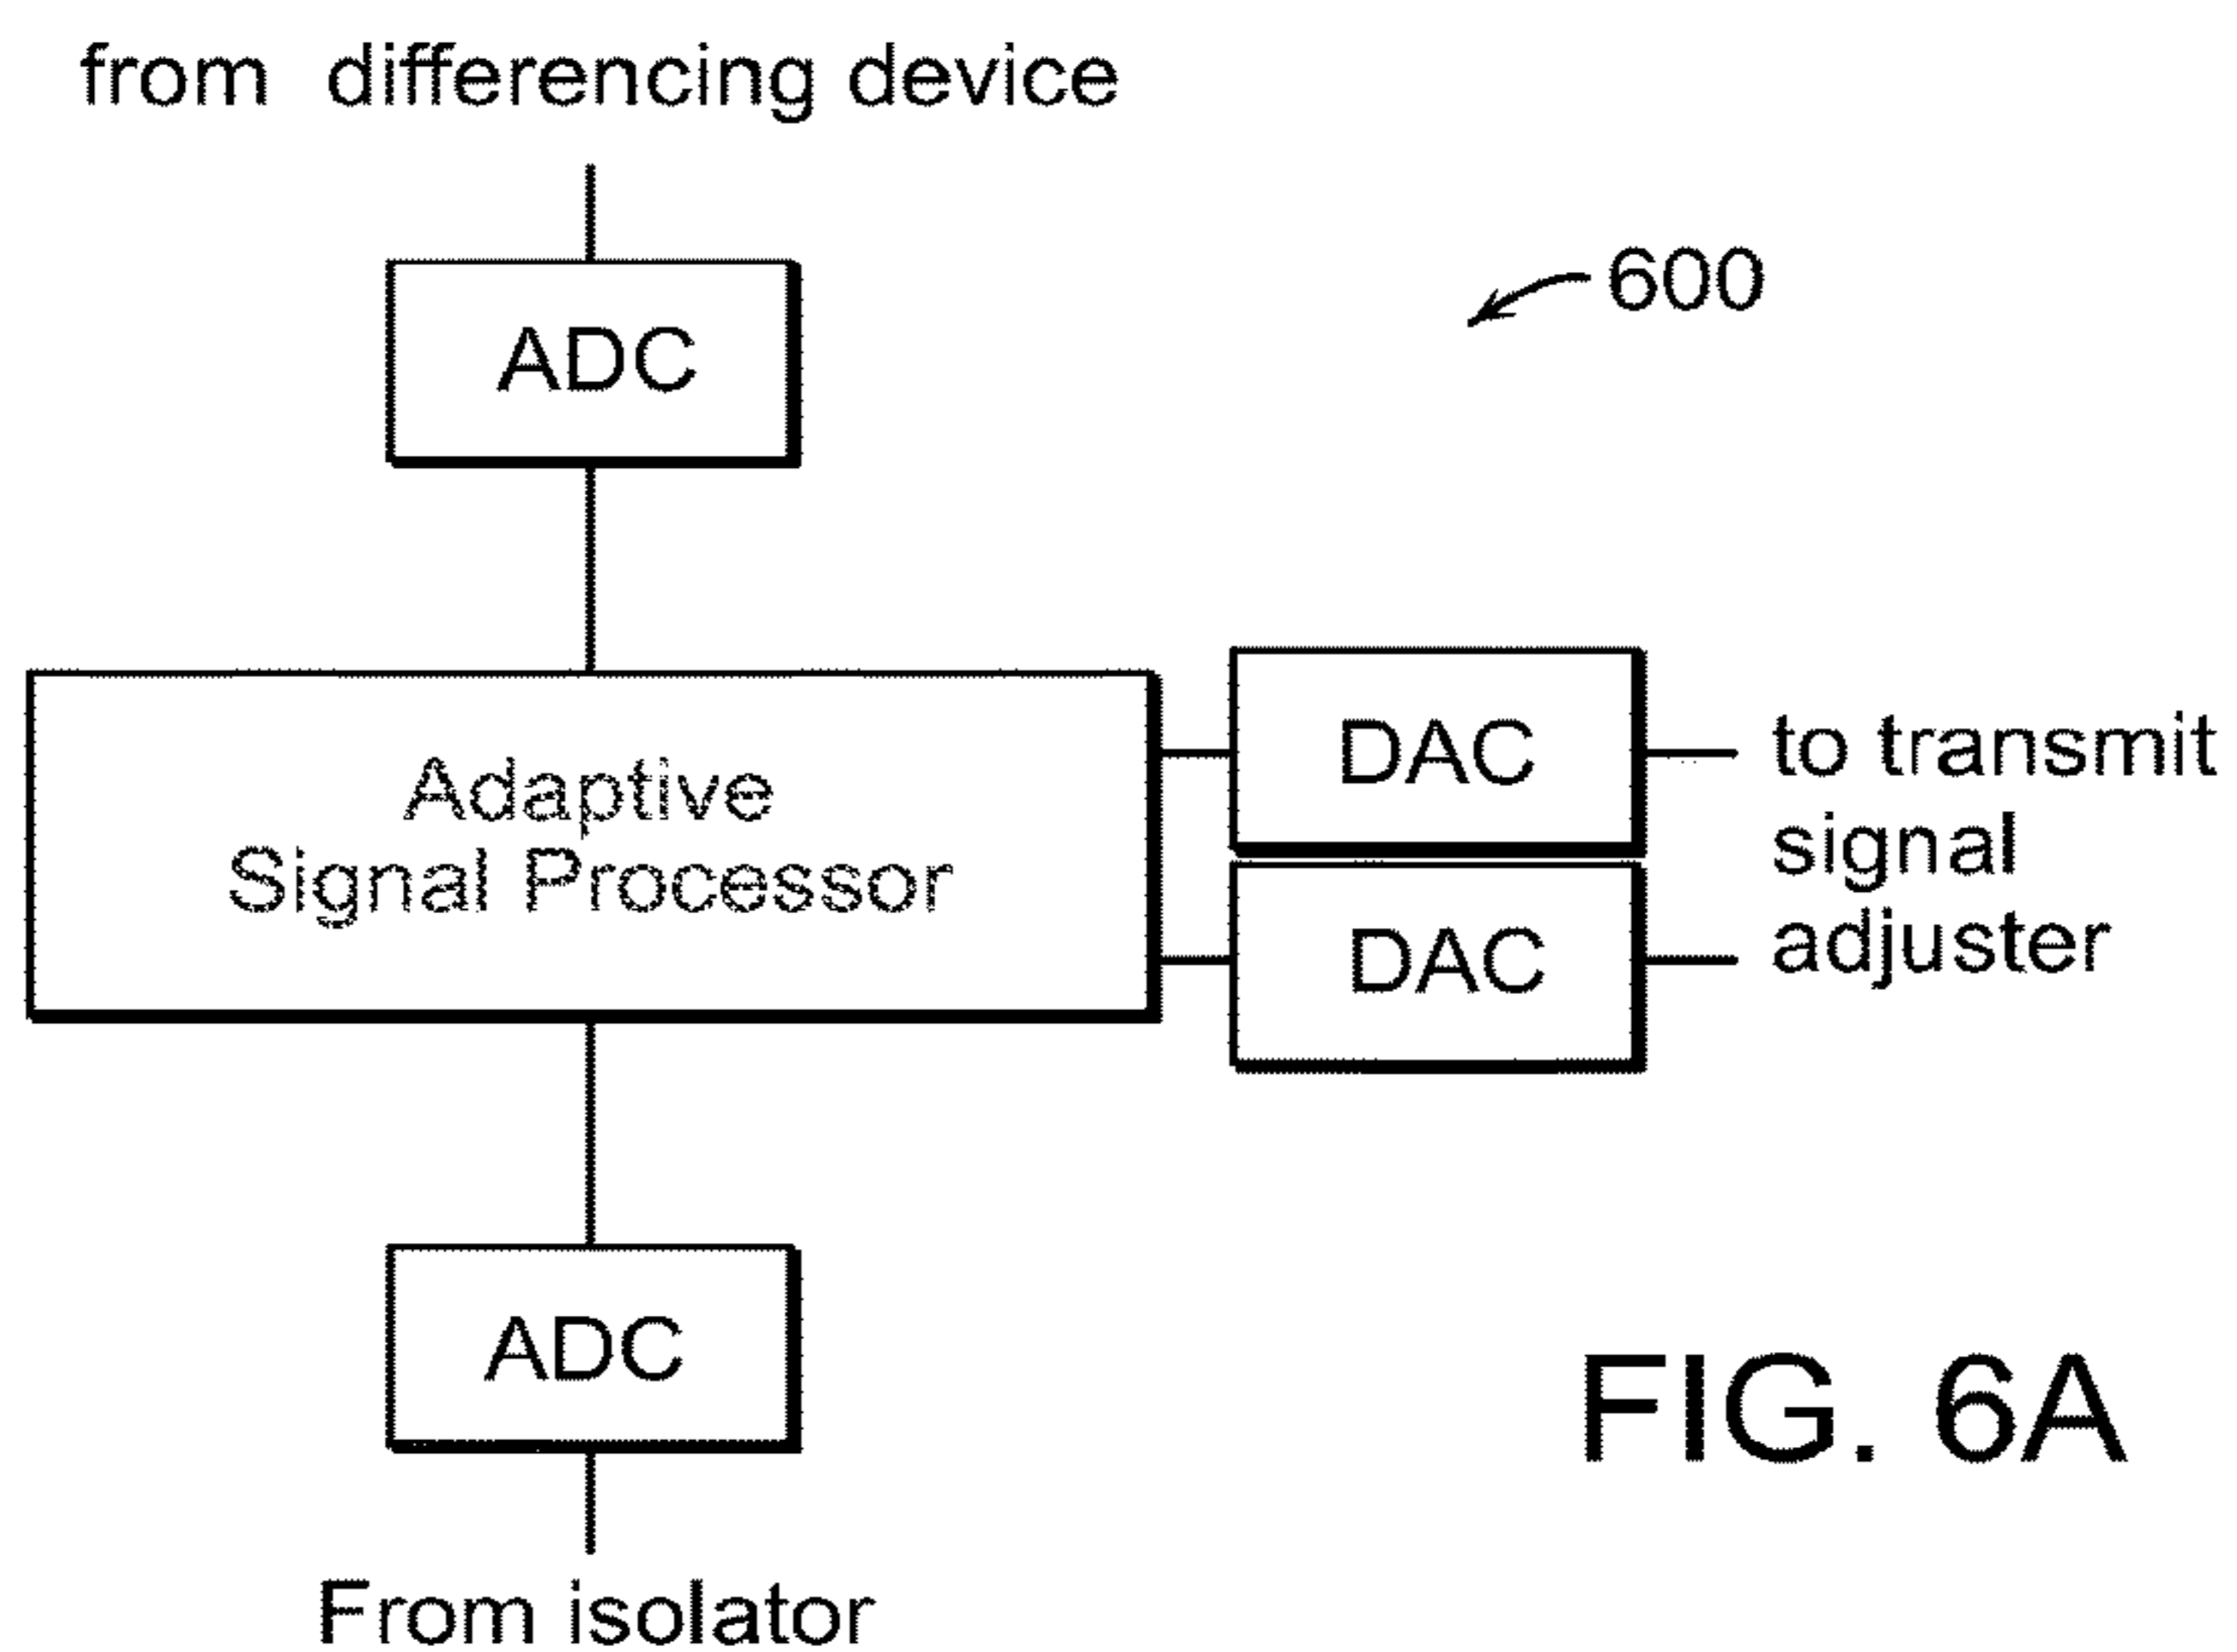 from differencing device
600
ADC
Adaptive
Signal Processor
DAC
DAC
to transmit
signal
adjuster
ADC
From isolator
FIG. 6A